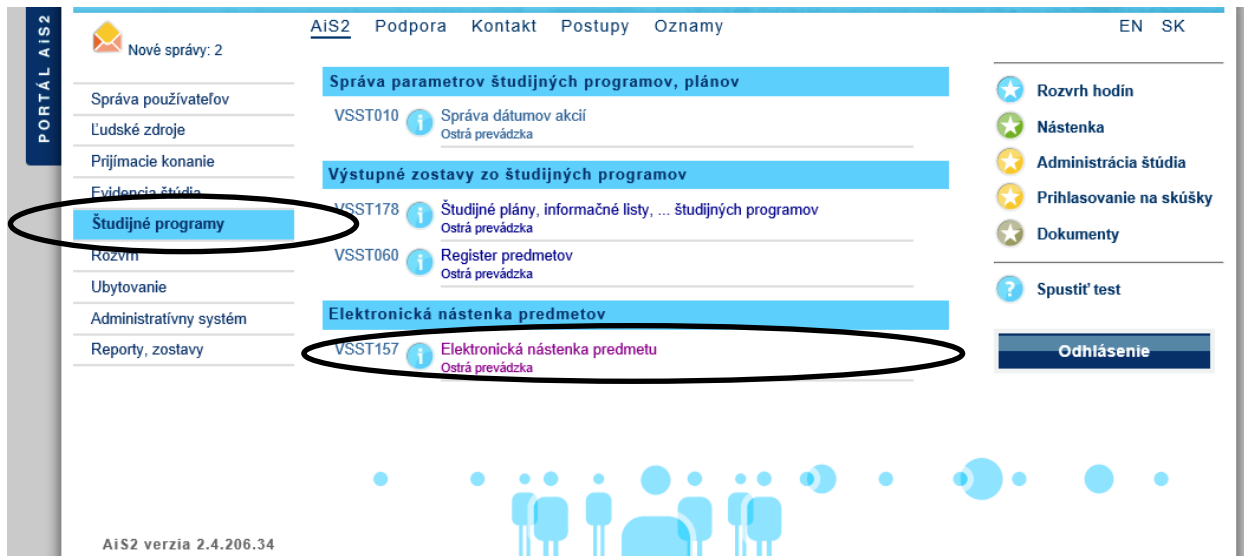 PORTÁL AiS2
Nové správy: 2
AiS2 Podpora Kontakt Postupy Oznamy
EN SK
Správa používateľov
Ľudské zdroje
Prijímacie konanie
Evidencia štúdia
Študijné programy
Rozvrh
Ubytovanie
Administratívny systém
Reporty, zostavy
Správa parametrov študijných programov, plánov
VSST010 Správa dátumov akcií
Ostrá prevádzka
Výstupné zostavy zo študijných programov
VSST178 Študijné plány, informačné listy, ... študijných programov
Ostrá prevádzka
VSST060 Register predmetov
Ostrá prevádzka
Elektronická nástenka predmetov
VSST157 Elektronická nástenka predmetu
Ostrá prevádzka
Rozvrh hodín
Nástenka
Administrácia štúdia
Prihlasovanie na skúšky
Dokumenty
Spustiť test
Odhlásenie
AiS2 verzia 2.4.206.34